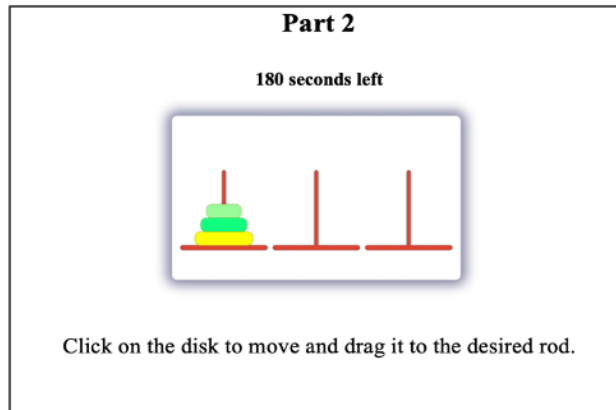 Part 2
180 seconds left
Click on the disk to move and drag it to the desired rod.